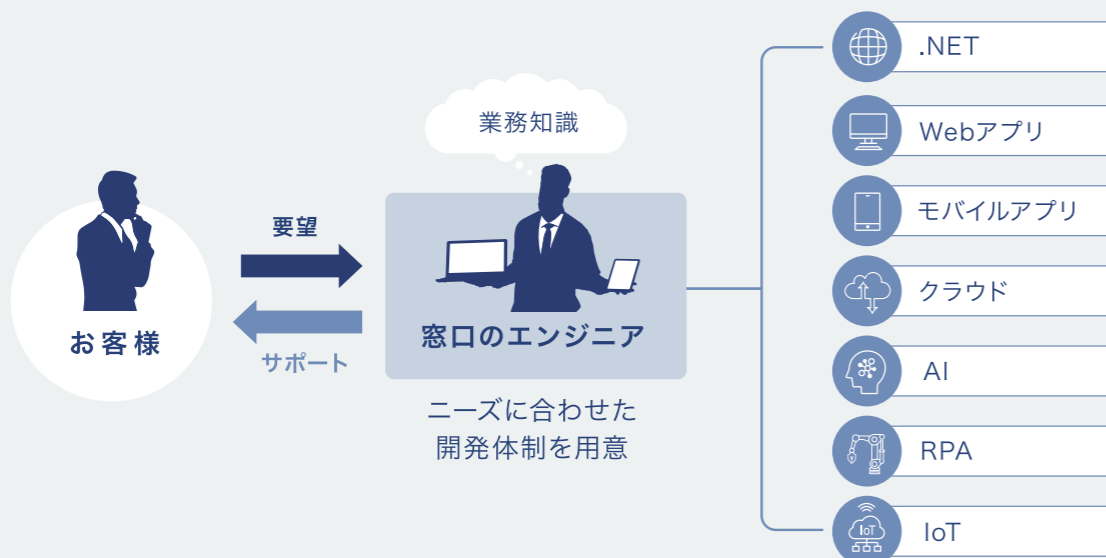 業務知識
要望
お客様
サポート
窓口のエンジニア
ニーズに合わせた
開発体制を用意
.NET
Webアプリ
モバイルアプリ
クラウド
AI
RPA
IoT
IoT